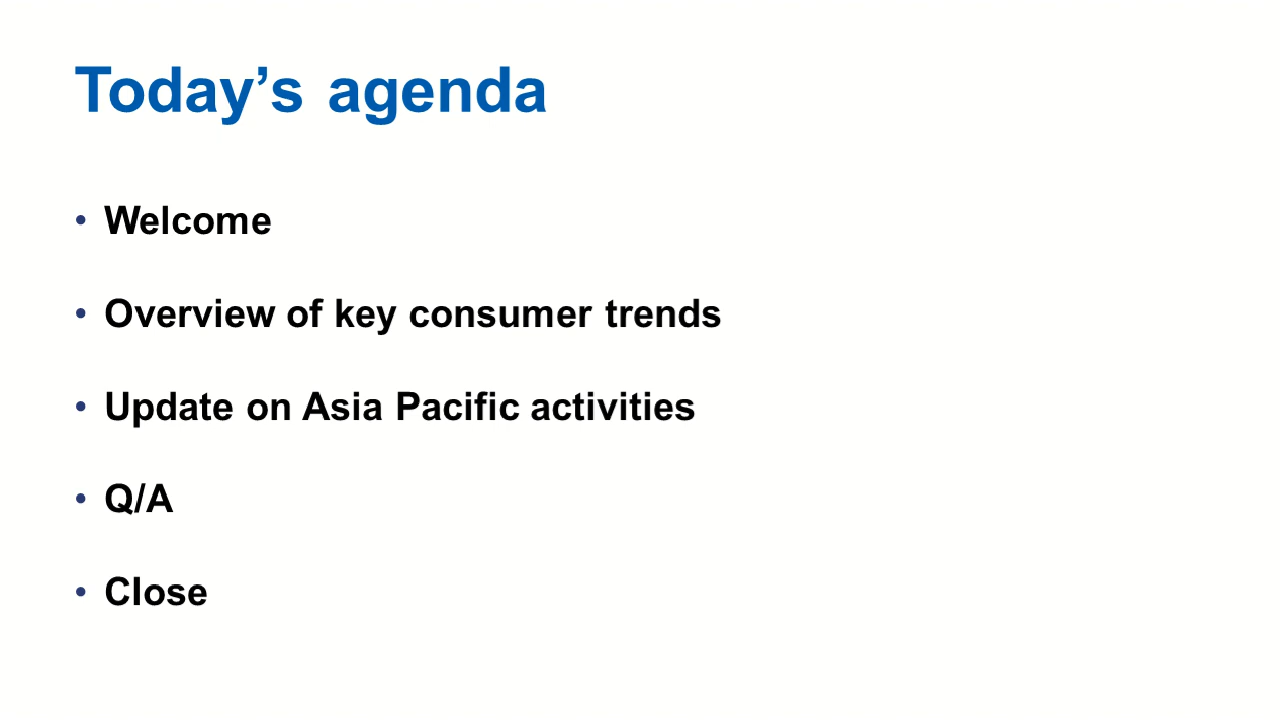 Today’s agenda
• Welcome
• Overview of key consumer trends
• Update on Asia Pacific activities
• Q/A
• Close